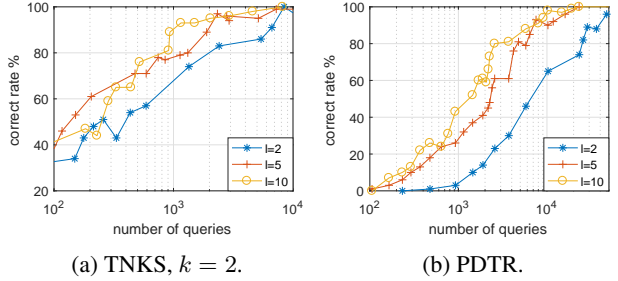 100
80
60
40
20
correct rate %
10^2
10^3
10^4
number of queries
l=2
l=5
l=10
(a) TNKS, k = 2.
100
80
60
40
20
0
correct rate %
10^2
10^3
10^4
number of queries
l=2
l=5
l=10
(b) PDTR.